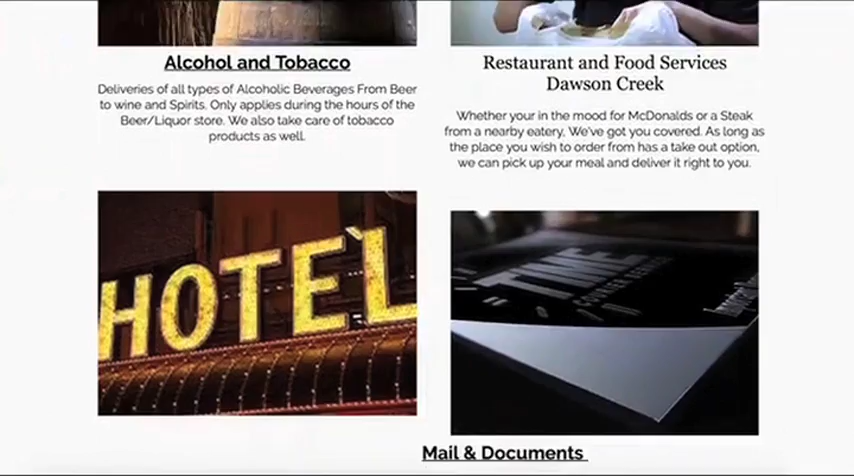 Alcohol and Tobacco
Deliveries of all types of Alcoholic Beverages From Beer
to wine and Spirits. Only applies during the hours of the
Beer/Liquor store. We also take care of tobacco
products as well.
Restaurant and Food Services
Dawson Creek
Whether your in the mood for McDonalds or a Steak
from a nearby eatery, We've got you covered. As long as
the place you wish to order from has a take out option,
we can pick up your meal and deliver it right to you.
HOTEL
TIME
COURIER SERVICE
Mail & Documents